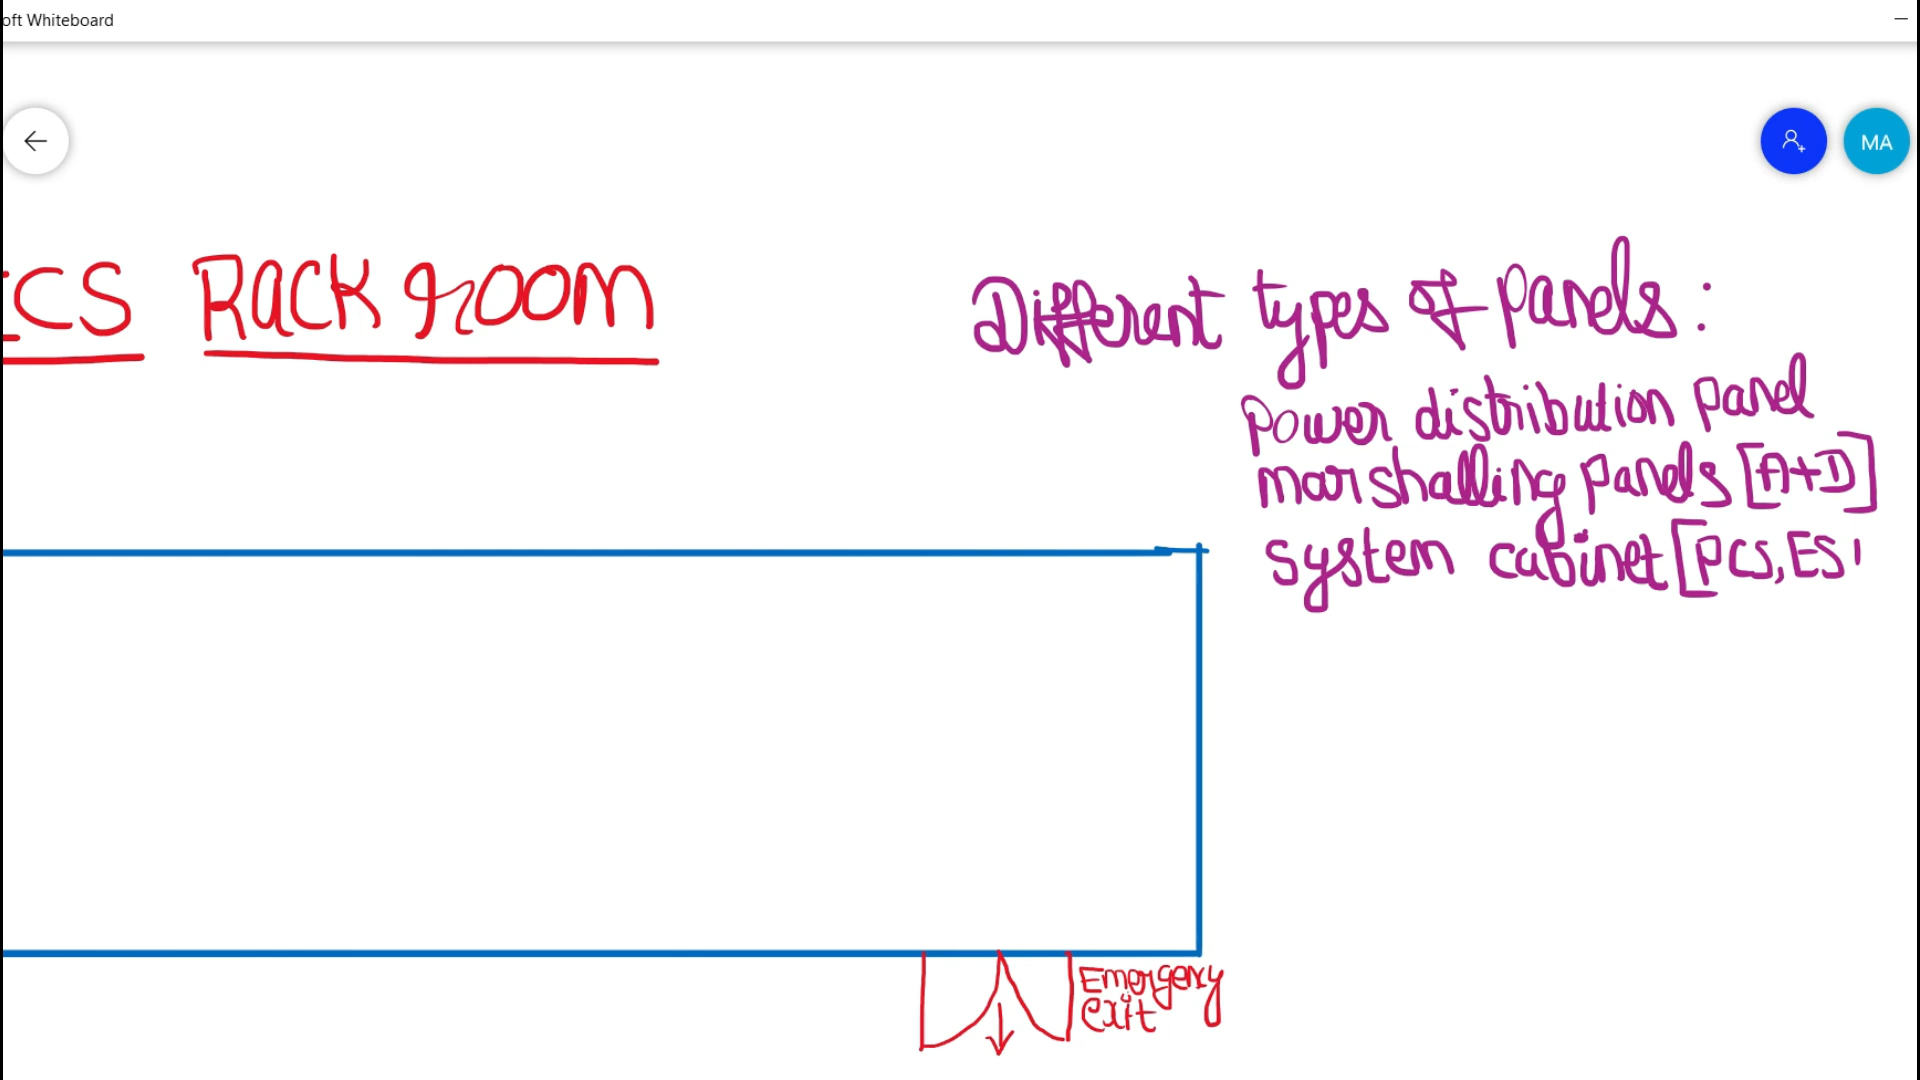 oft Whiteboard
MA
ICS Rack room
Different types of panels:
Power distribution panel
marshalling panels [A+D]
system cabinet [PCS, ES
Emergency
exit